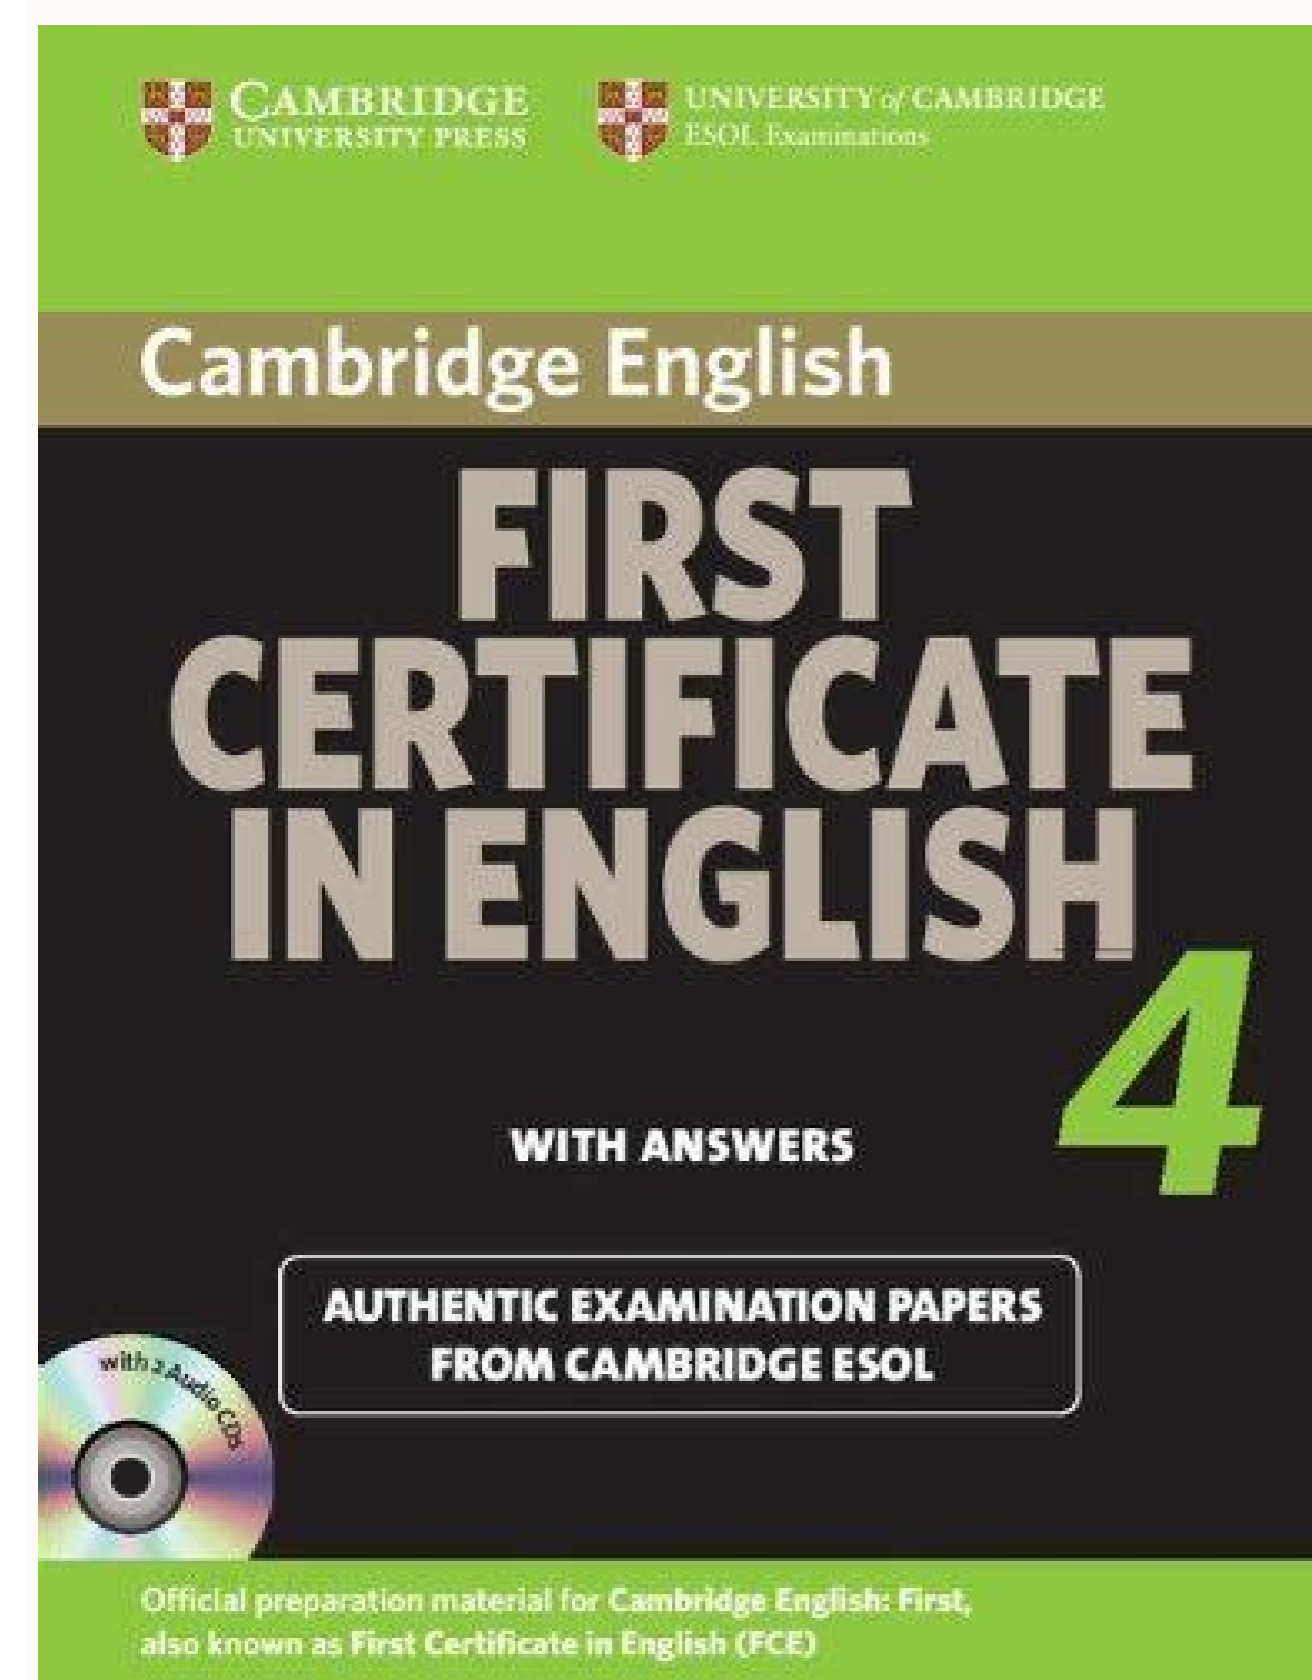 CAMBRIDGE
UNIVERSITY PRESS
UNIVERSITY of CAMBRIDGE
ESOL Examinations
Cambridge English
FIRST
CERTIFICATE
IN ENGLISH
4
WITH ANSWERS
AUTHENTIC EXAMINATION PAPERS
FROM CAMBRIDGE ESOL
with 2 Audio CDs
Official preparation material for Cambridge English: First,
also known as First Certificate in English (FCE)